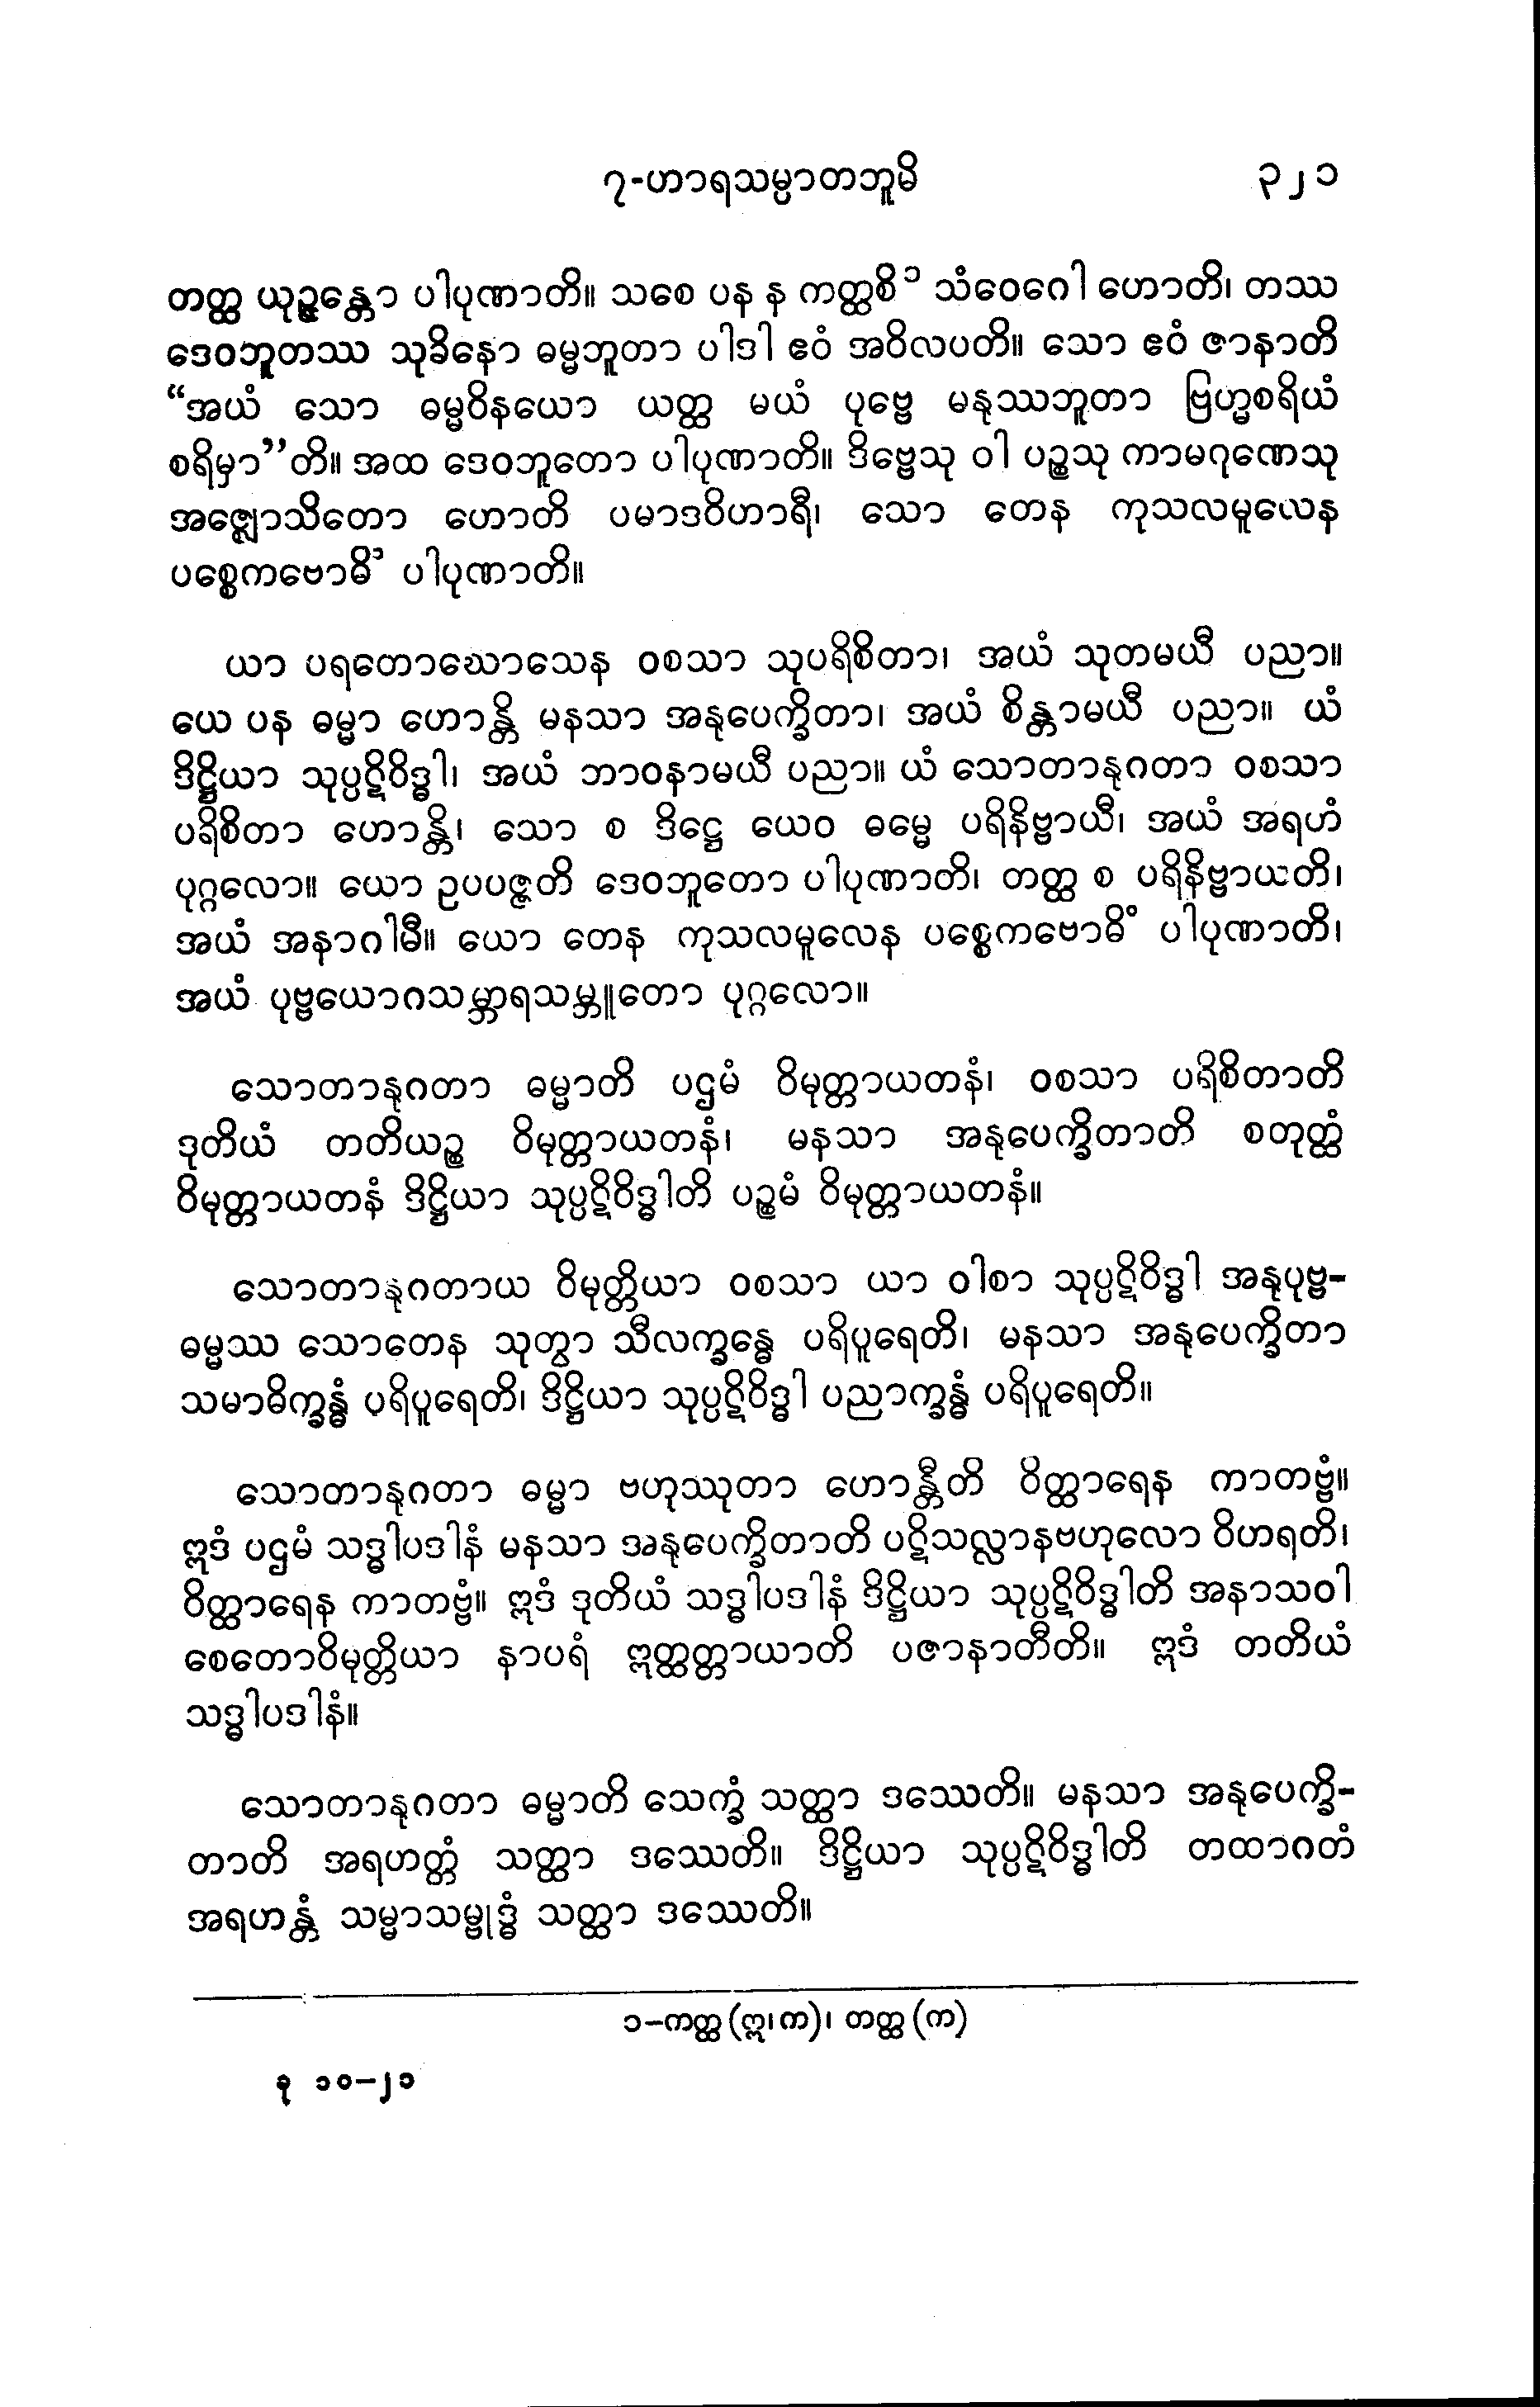 ၇-ဟာရသမ္ပာတဘူမိ ၃၂၁
တတ္ထ ယုဉ္ဇန္တော ပါပုဏာတိ။ သစေ ပန န ကတ္ထစိ ၁ သံဝေဂေါ ဟောတိ၊ တဿ
ဒေဝဘူတဿ သုခိနော ဓမ္မဘူတာ ပါဒါ ဧဝံ အဝိလပတိ။ သော ဧဝံ ဇာနာတိ
“အယံ သော ဓမ္မဝိနယော ယတ္ထ မယံ ပုဗ္ဗေ မနုဿဘူတာ ဗြဟ္မစရိယံ
စရိမှာ”တိ။ အထ ဒေဝဘူတော ပါပုဏာတိ။ ဒိဗ္ဗေသု ဝါ ပဉ္စသု ကာမဂုဏေသု
အဇ္ဈောသိတော ဟောတိ ပမာဒဝိဟာရီ၊ သော တေန ကုသလမူလေန
ပစ္စေကဗောဓိံ ပါပုဏာတိ။
ယာ ပရတောဃောသေန ဝစသာ သုပရိစိတာ၊ အယံ သုတမယီ ပညာ။
ယေ ပန ဓမ္မာ ဟောန္တိ မနသာ အနုပေက္ခိတာ၊ အယံ စိန္တာမယီ ပညာ။ ယံ
ဒိဋ္ဌိယာ သုပ္ပဋိဝိဒ္ဓါ၊ အယံ ဘာဝနာမယီ ပညာ။ ယံ သောတာနုဂတာ ဝစသာ
ပရိစိတာ ဟောန္တိ၊ သော စ ဒိဋ္ဌေ ယေဝ ဓမ္မေ ပရိနိဗ္ဗာယီ၊ အယံ အရဟံ
ပုဂ္ဂလော။ ယော ဥပပဇ္ဇတိ ဒေဝဘူတော ပါပုဏာတိ၊ တတ္ထ စ ပရိနိဗ္ဗာယတိ၊
အယံ အနာဂါမီ။ ယော တေန ကုသလမူလေန ပစ္စေကဗောဓိံ ပါပုဏာတိ၊
အယံ ပုဗ္ဗယောဂသမ္ဘာရသမ္ဘူတော ပုဂ္ဂလော။
သောတာနုဂတာ ဓမ္မာတိ ပဌမံ ဝိမုတ္တာယတနံ၊ ဝစသာ ပရိစိတာတိ
ဒုတိယံ တတိယဉ္စ ဝိမုတ္တာယတနံ၊ မနသာ အနုပေက္ခိတာတိ စတုတ္ထံ
ဝိမုတ္တာယတနံ ဒိဋ္ဌိယာ သုပ္ပဋိဝိဒ္ဓါတိ ပဉ္စမံ ဝိမုတ္တာယတနံ။
သောတာနုဂတာယ ဝိမုတ္တိယာ ဝစသာ ယာ ဝါစာ သုပ္ပဋိဝိဒ္ဓါ အနုပုဗ္ဗ-
ဓမ္မဿ သောတေန သုတွာ သီလက္ခန္ဓေ ပရိပူရေတိ၊ မနသာ အနုပေက္ခိတာ
သမာဓိက္ခန္ဓံ ပရိပူရေတိ၊ ဒိဋ္ဌိယာ သုပ္ပဋိဝိဒ္ဓါ ပညာက္ခန္ဓံ ပရိပူရေတိ။
သောတာနုဂတာ ဓမ္မာ ဗဟုဿုတာ ဟောန္တီတိ ဝိတ္ထာရေန ကာတဗ္ဗံ။
ဣဒံ ပဌမံ သဒ္ဓါပဒါနံ မနသာ အနုပေက္ခိတာတိ ပဋိသလ္လာနဗဟုလော ဝိဟရတိ၊
ဝိတ္ထာရေန ကာတဗ္ဗံ။ ဣဒံ ဒုတိယံ သဒ္ဓါပဒါနံ ဒိဋ္ဌိယာ သုပ္ပဋိဝိဒ္ဓါတိ အနာသဝါ
စေတောဝိမုတ္တိယာ နာပရံ ဣတ္ထတ္တာယာတိ ပဇာနာတီတိ။ ဣဒံ တတိယံ
သဒ္ဓါပဒါနံ။
သောတာနုဂတာ ဓမ္မာတိ သေက္ခံ သတ္ထာ ဒဿေတိ။ မနသာ အနုပေက္ခိ-
တာတိ အရဟတ္တံ သတ္ထာ ဒဿေတိ။ ဒိဋ္ဌိယာ သုပ္ပဋိဝိဒ္ဓါတိ တထာဂတံ
အရဟန္တံ သမ္မာသမ္ဗုဒ္ဓံ သတ္ထာ ဒဿေတိ။
၁-ကတ္ထ (ဣ၊ က)၊ တတ္ထ (က)
ခု ၁၀-၂၁